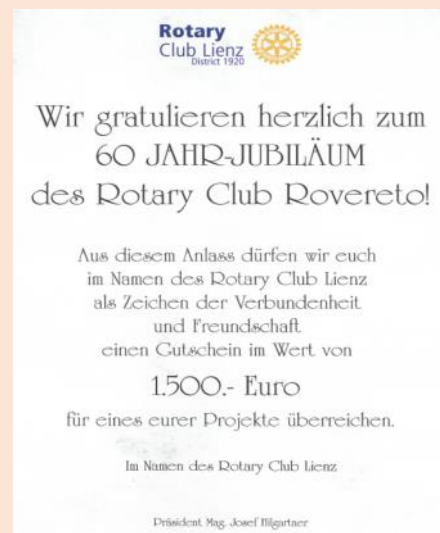 Rotary
Club Lienz
District 1920
Wir gratulieren herzlich zum
60 JAHR-JUBILÄUM
des Rotary Club Rovereto!
Aus diesem Anlass dürfen wir euch
im Namen des Rotary Club Lienz
als Zeichen der Verbundenheit
und Freundschaft
einen Gutschein im Wert von
1.500.- Euro
für eines eurer Projekte überreichen.
Im Namen des Rotary Club Lienz
Präsident Mag. Josef Hilgartner